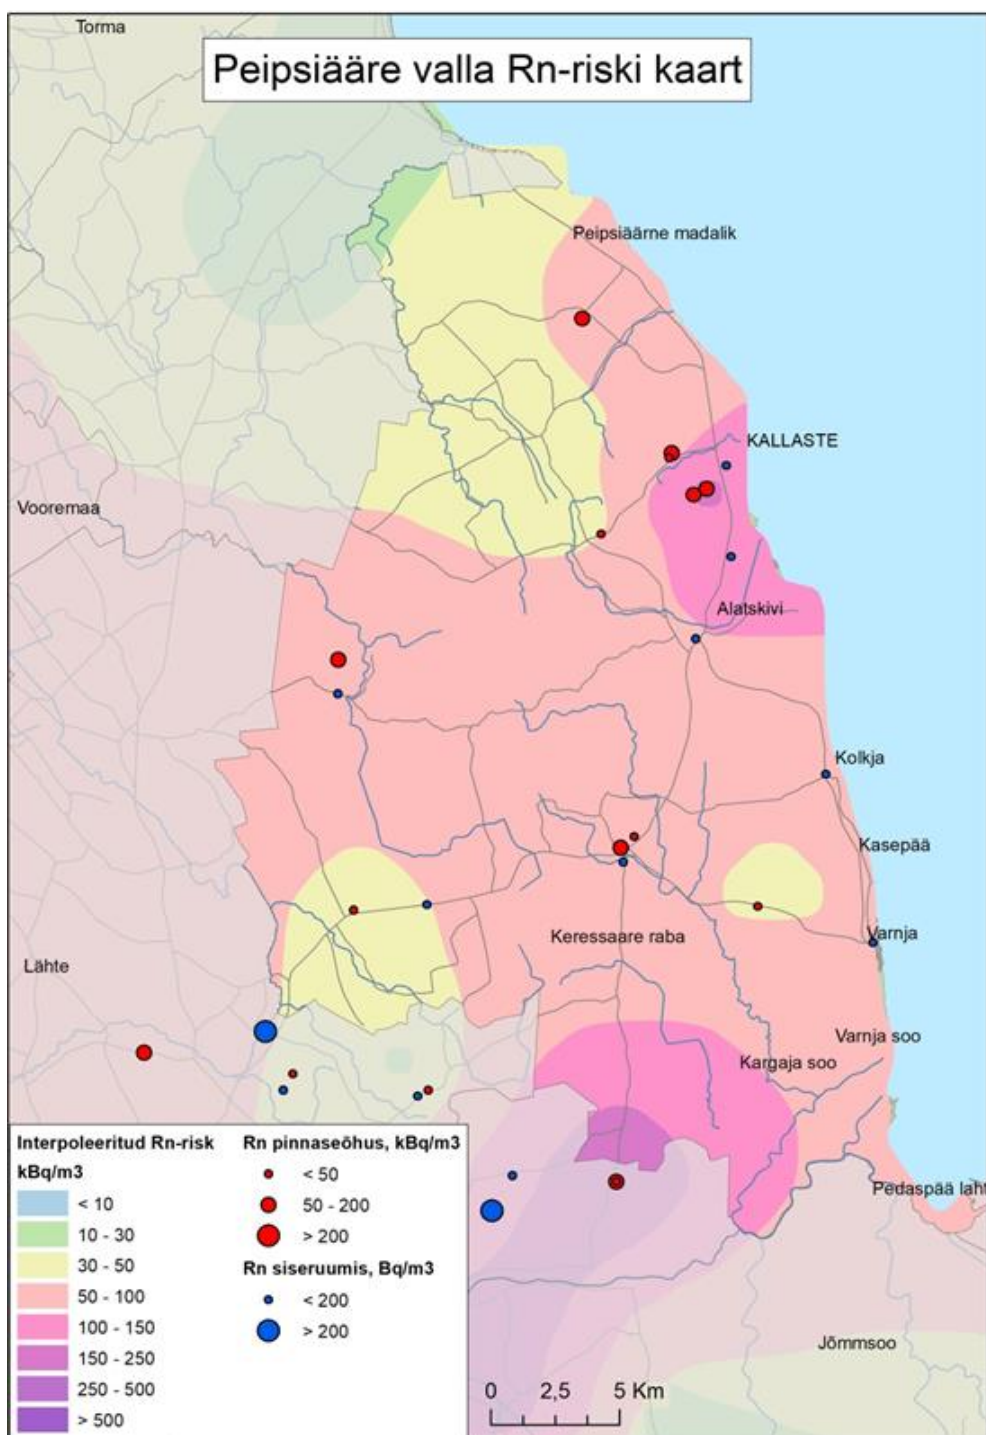 Torma
Peipsiääre valla Rn-riski kaart
Peipsiäärne madalik
KALLASTE
Vooremaa
Alatskivi
Kolkja
Kasepää
Varnja
Keressaare raba
Lähte
Varnja soo
Kargaja soo
Pedaspää laht
Jõmmsoo
Interpoleeritud Rn-risk
kBq/m3
< 10
10 - 30
30 - 50
50 - 100
100 - 150
150 - 250
250 - 500
> 500
Rn pinnaseõhus, kBq/m3
< 50
50 - 200
> 200
Rn siseruumis, Bq/m3
< 200
> 200
0 2,5 5 Km